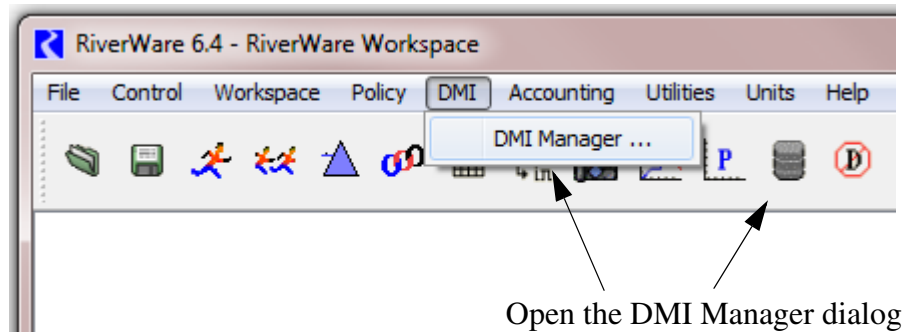 RiverWare 6.4 - RiverWare Workspace
File Control Workspace Policy DMI Accounting Utilities Units Help
DMI Manager ...
In
P
D
Open the DMI Manager dialog